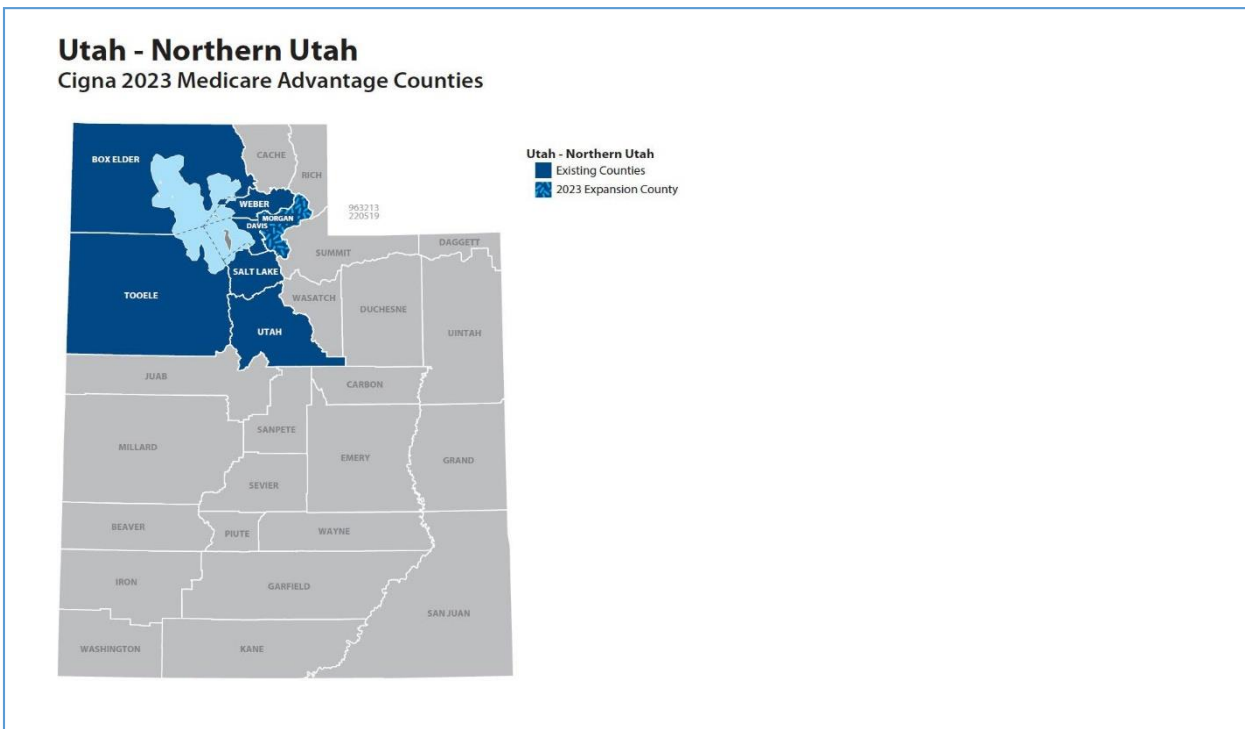 Utah - Northern Utah
Cigna 2023 Medicare Advantage Counties
Utah - Northern Utah
Existing Counties
2023 Expansion County
963213
220519
BOX ELDER
CACHE
RICH
WEBER
MORGAN
DAVIS
SUMMIT
DAGGETT
SALT LAKE
TOOELE
WASATCH
DUCHESNE
UINTAH
UTAH
JUAB
CARBON
SANPETE
MILLARD
EMERY
GRAND
SEVIER
BEAVER
PIUTE
WAYNE
IRON
GARFIELD
SAN JUAN
WASHINGTON
KANE